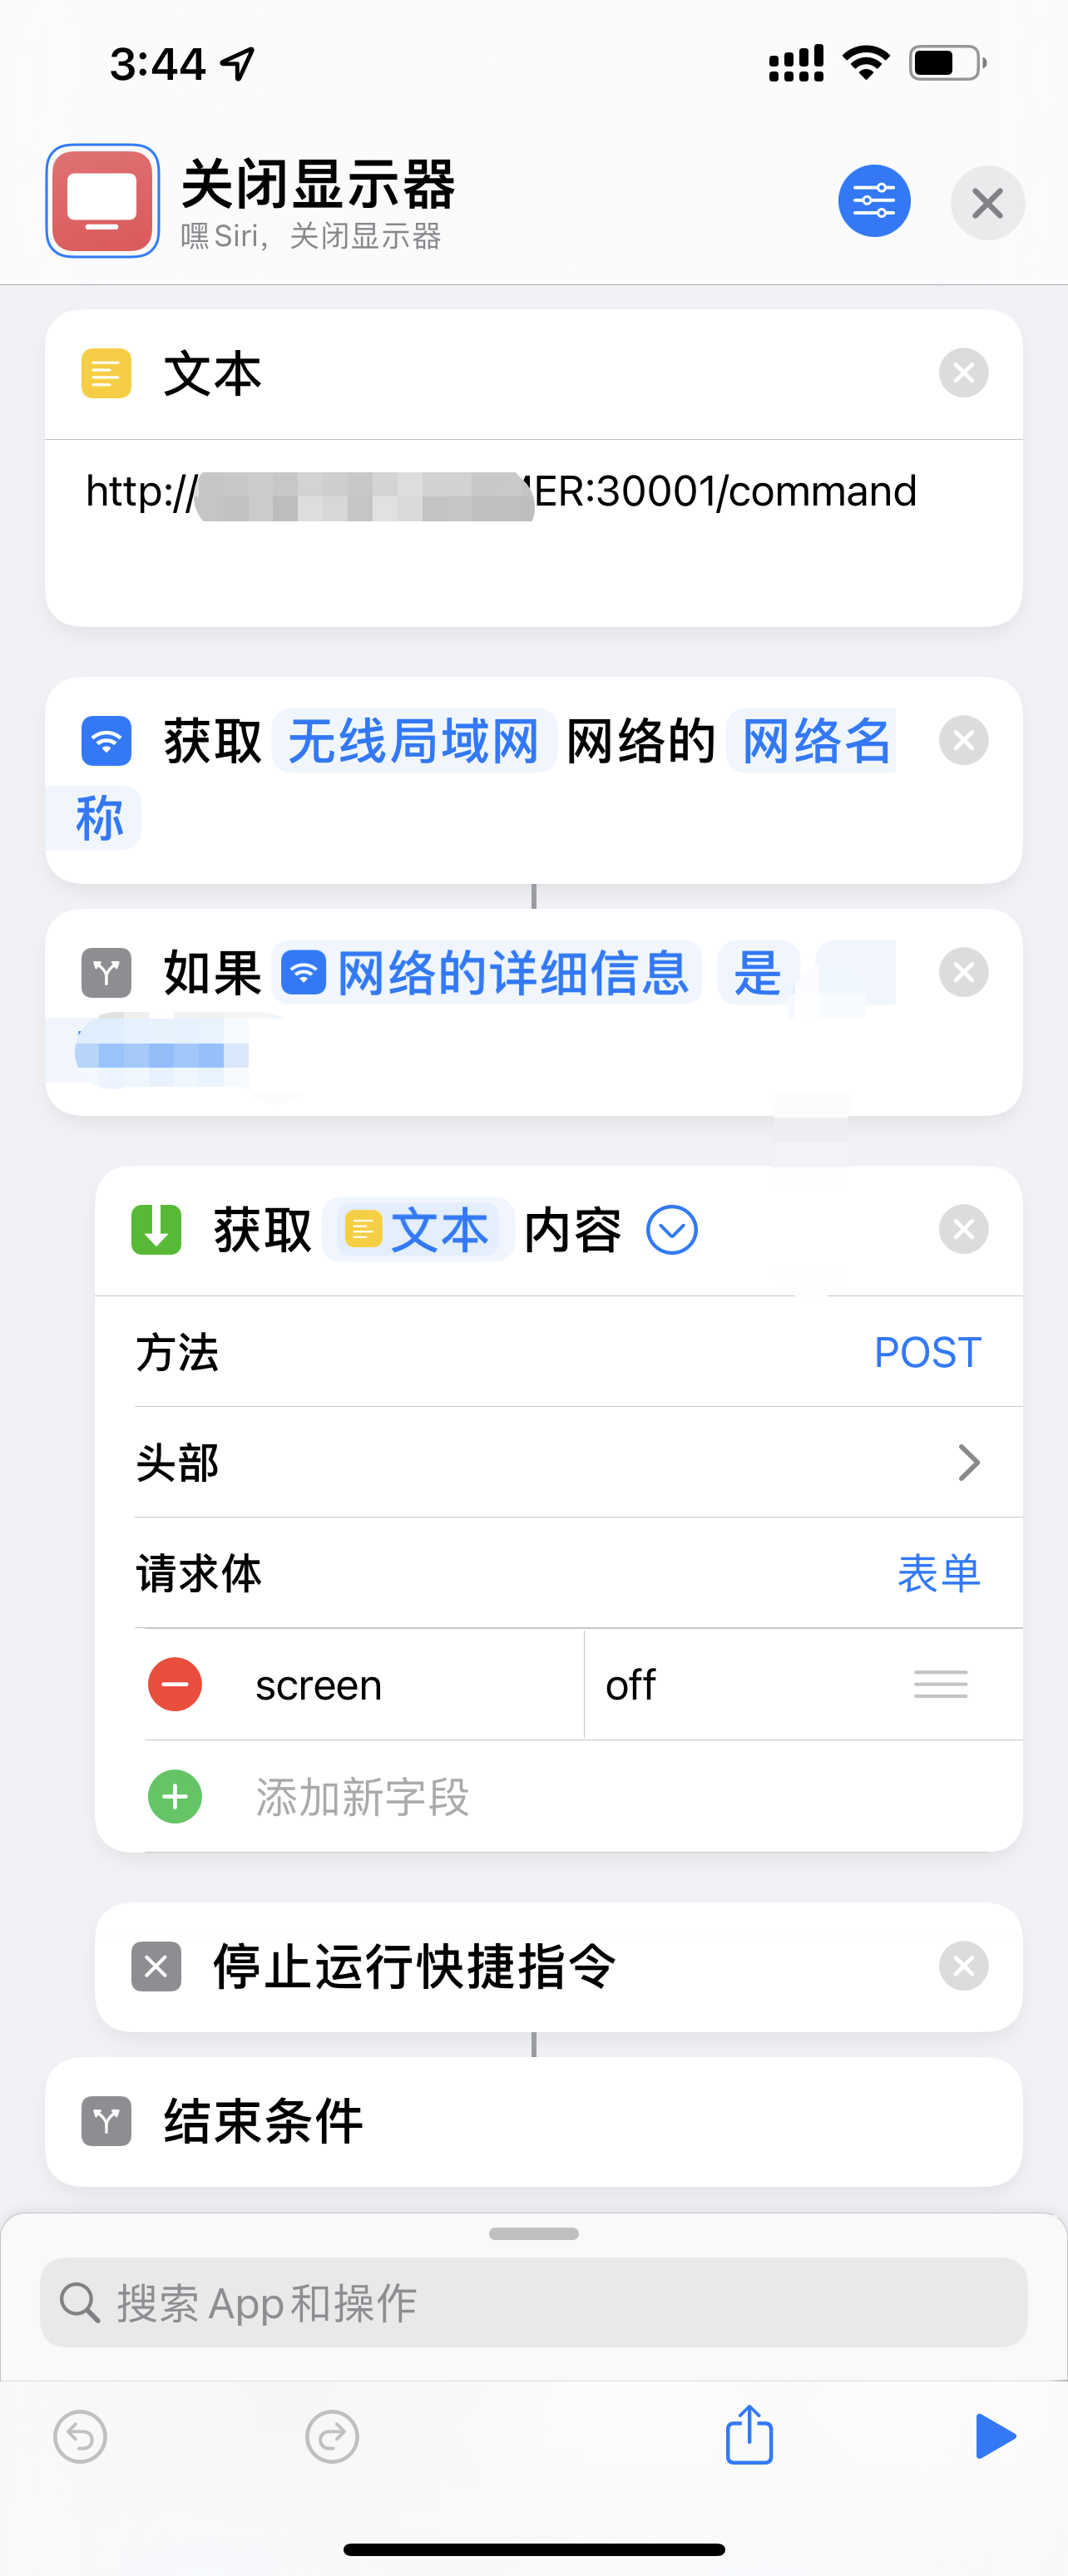 3:44
关闭显示器
嘿 Siri，关闭显示器
文本
http:// ER:30001/command
获取 无线局域网 网络的 网络名
称
如果 网络的详细信息 是
获取 文本 内容
方法 POST
头部
请求体 表单
screen off
添加新字段
停止运行快捷指令
结束条件
搜索 App 和操作